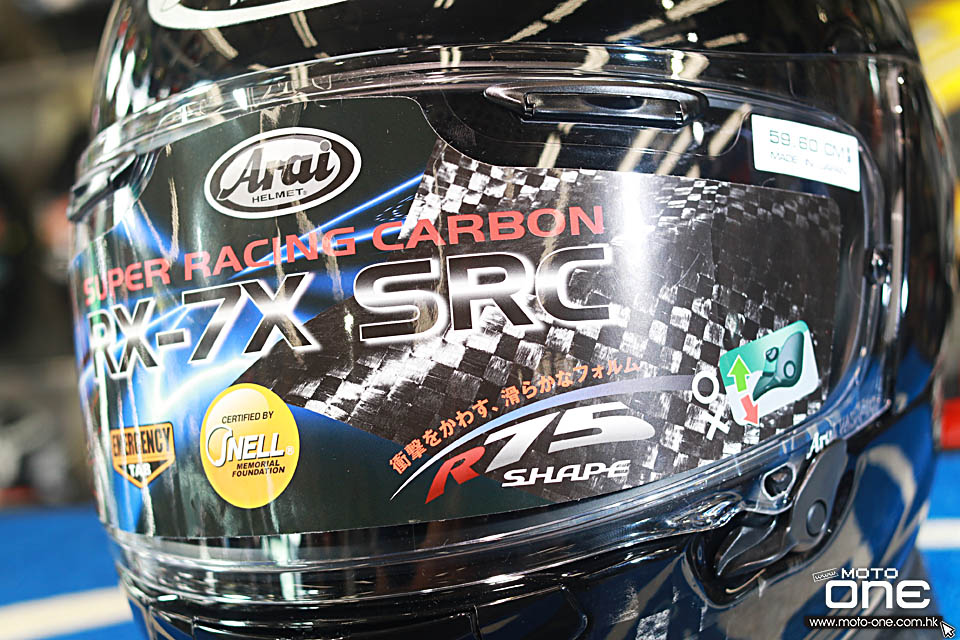 Arai
HELMET
59.60 CM
MADE IN JAPAN
SUPER RACING CARBON
RX-7X SRC
CERTIFIED BY
SNELL®
MEMORIAL
FOUNDATION
EMERGENCY
TAB
衝撃をかわす、滑らかなフォルム
R75
SHAPE
Arai
MOTO
ONE
www.moto-one.com.hk